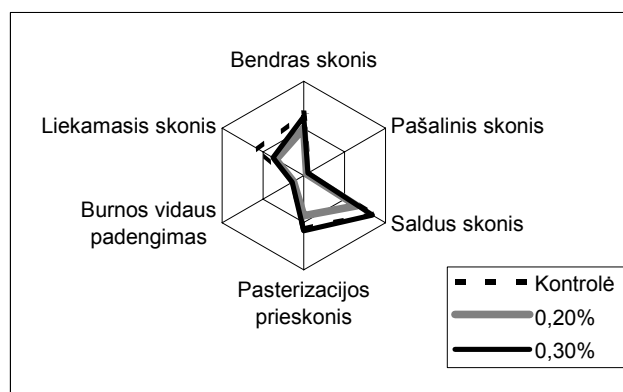 Bendras skonis
Liekamasis skonis
Pašalinis skonis
Burnos vidaus
padengimas
Saldus skonis
Pasterizacijos
prieskonis
Kontrolė
0,20%
0,30%